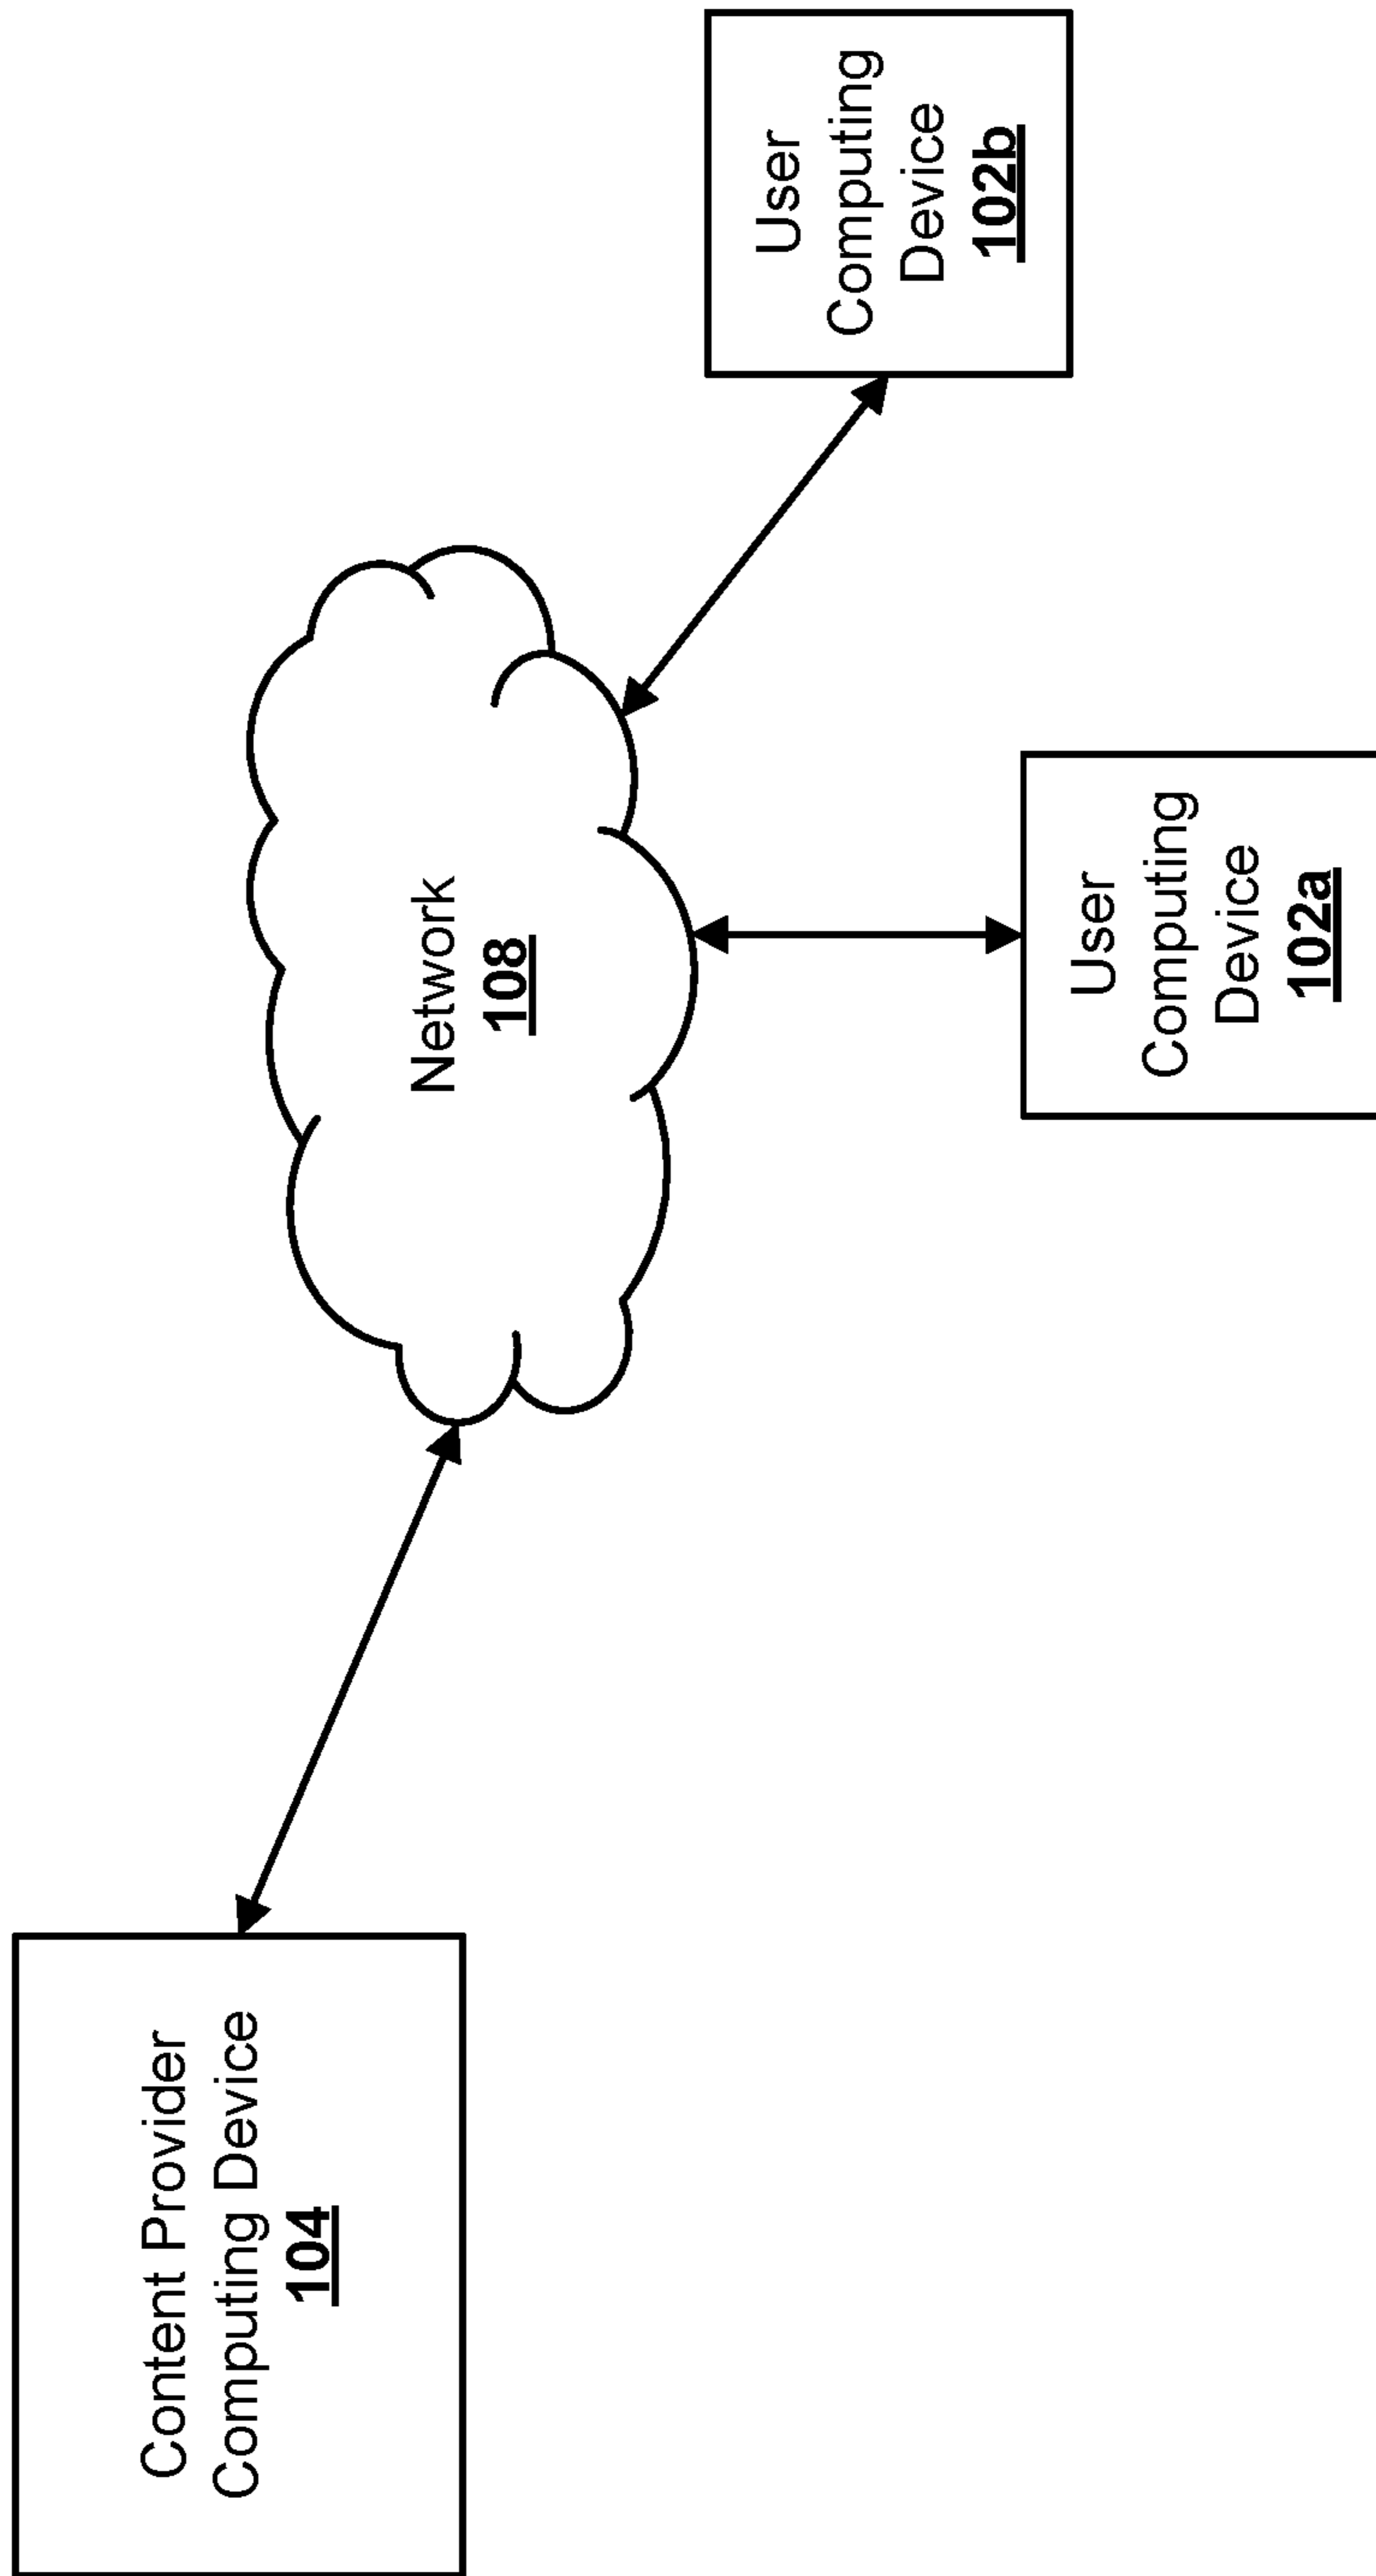 Content Provider
Computing Device
104
Network
108
User
Computing
Device
102b
User
Computing
Device
102a